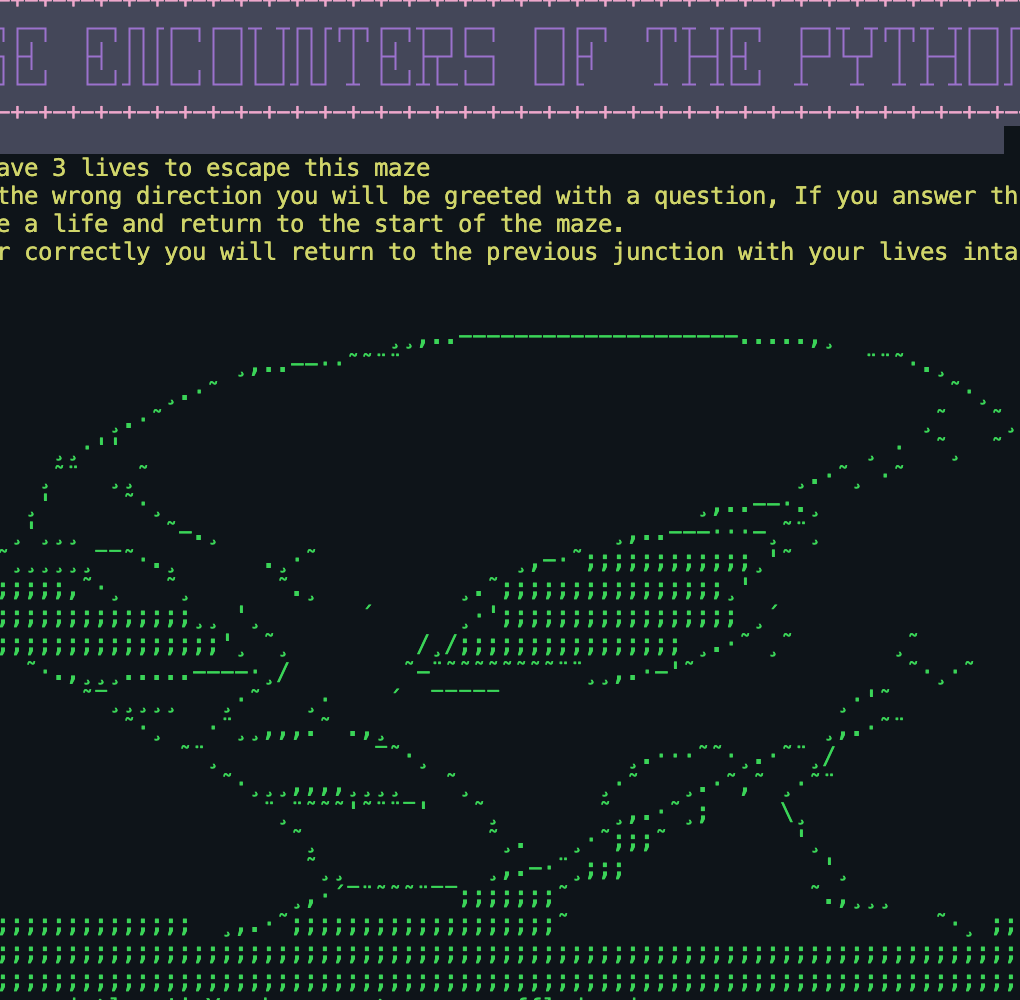 GE ENCOUNTERS OF THE PYTHON
ave 3 lives to escape this maze
the wrong direction you will be greeted with a question, If you answer th
e a life and return to the start of the maze.
r correctly you will return to the previous junction with your lives inta